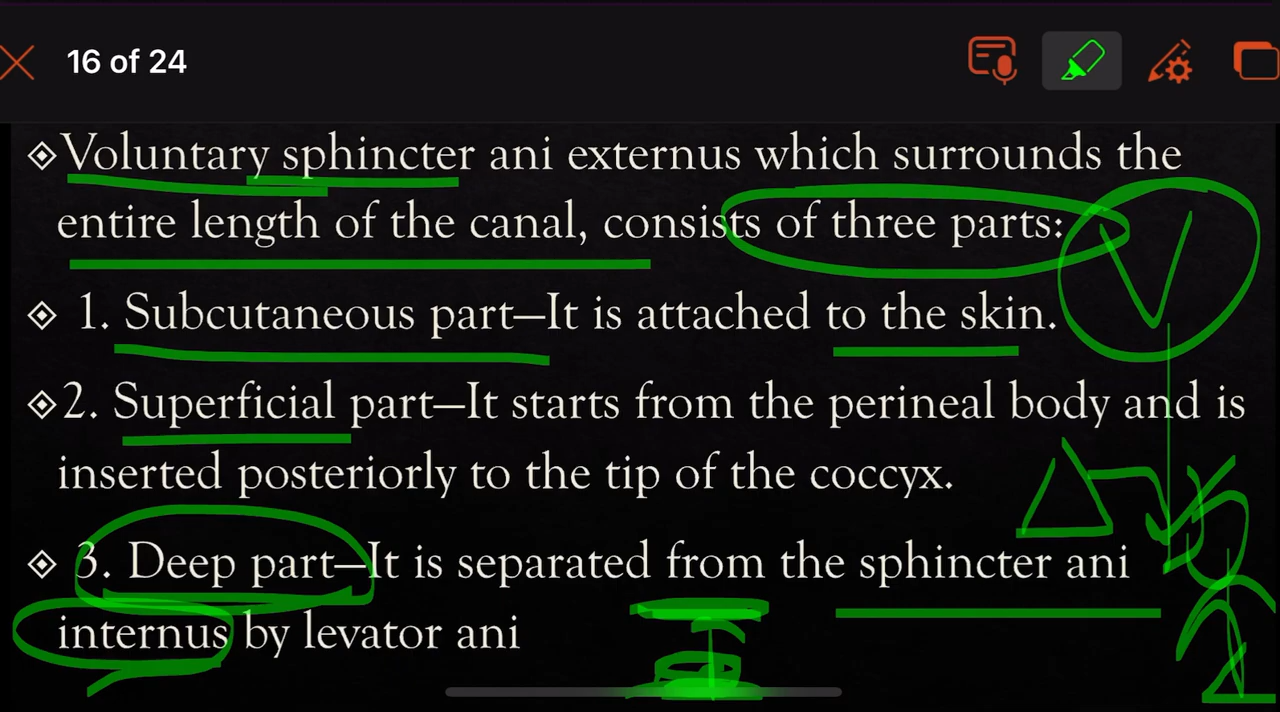 16 of 24
Voluntary sphincter ani externus which surrounds the
entire length of the canal, consists of three parts:
1. Subcutaneous part—It is attached to the skin.
2. Superficial part—It starts from the perineal body and is
inserted posteriorly to the tip of the coccyx.
3. Deep part—It is separated from the sphincter ani
internus by levator ani